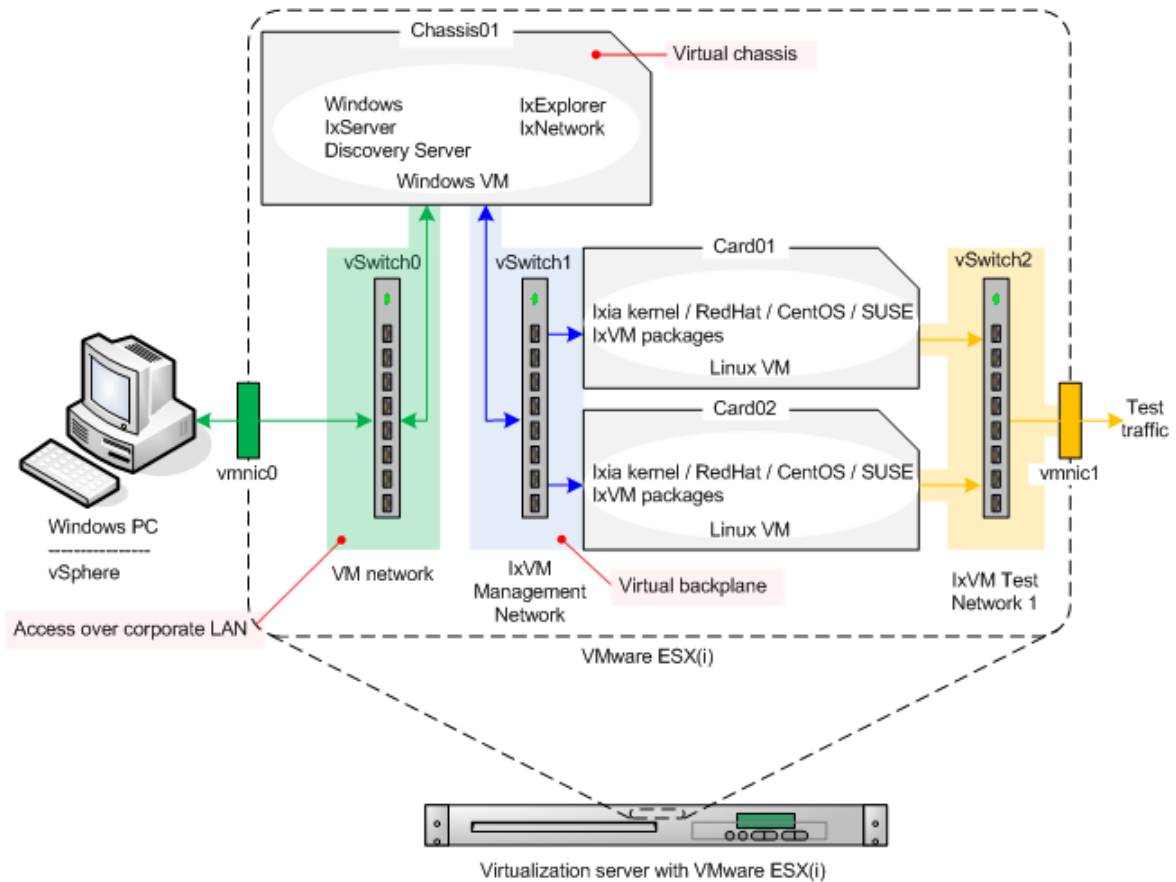 Chassis01
Virtual chassis
Windows
IxServer
Discovery Server
IxExplorer
IxNetwork
Windows VM
vSwitch0
vSwitch1
Card01
Ixia kernel / RedHat / CentOS / SUSE
IxVM packages
Linux VM
vSwitch2
Card02
Ixia kernel / RedHat / CentOS / SUSE
IxVM packages
Linux VM
Test
traffic
vmnic0
vmnic1
Windows PC
----------------
vSphere
VM network
IxVM
Management
Network
Virtual backplane
IxVM Test
Network 1
Access over corporate LAN
VMware ESX(i)
Virtualization server with VMware ESX(i)